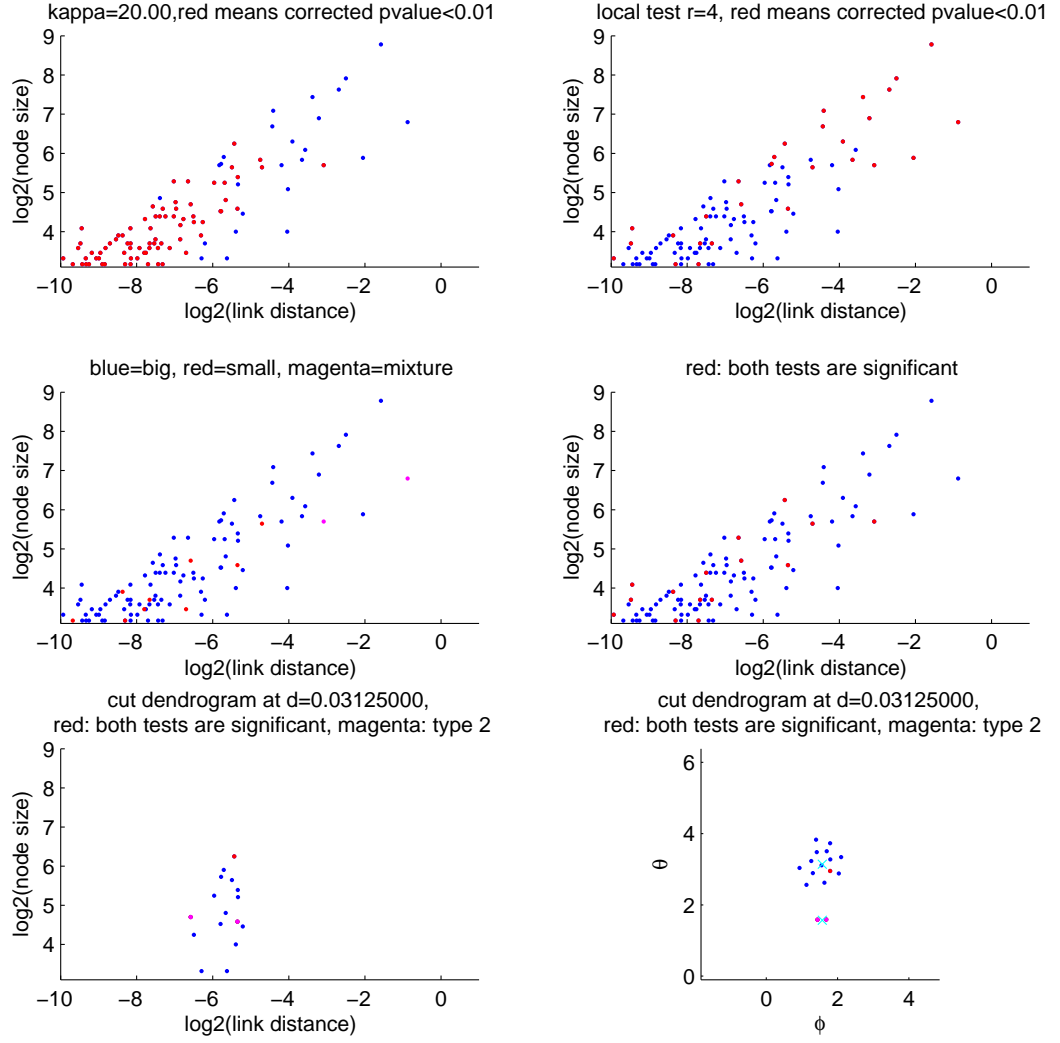 kappa=20.00,red means corrected pvalue<0.01
local test r=4, red means corrected pvalue<0.01
9
8
7
6
5
4
log2(node size)
−10 −8 −6 −4 −2 0
log2(link distance)
9
8
7
6
5
4
log2(node size)
−10 −8 −6 −4 −2 0
log2(link distance)
blue=big, red=small, magenta=mixture
red: both tests are significant
9
8
7
6
5
4
log2(node size)
−10 −8 −6 −4 −2 0
log2(link distance)
9
8
7
6
5
4
log2(node size)
−10 −8 −6 −4 −2 0
log2(link distance)
cut dendrogram at d=0.03125000,
red: both tests are significant, magenta: type 2
cut dendrogram at d=0.03125000,
red: both tests are significant, magenta: type 2
9
8
7
6
5
4
log2(node size)
−10 −8 −6 −4 −2 0
log2(link distance)
6
4
2
0
θ
0 2 4
ϕ